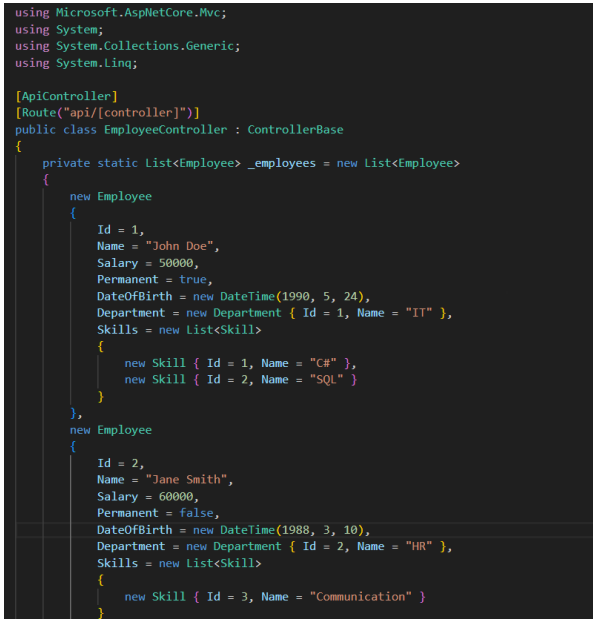 using Microsoft.AspNetCore.Mvc;
using System;
using System.Collections.Generic;
using System.Linq;

[ApiController]
[Route("api/[controller]")]
public class EmployeeController : ControllerBase
{
    private static List<Employee> _employees = new List<Employee>
    {
        new Employee
        {
            Id = 1,
            Name = "John Doe",
            Salary = 50000,
            Permanent = true,
            DateOfBirth = new DateTime(1990, 5, 24),
            Department = new Department { Id = 1, Name = "IT" },
            Skills = new List<Skill>
            {
                new Skill { Id = 1, Name = "C#" },
                new Skill { Id = 2, Name = "SQL" }
            }
        },
        new Employee
        {
            Id = 2,
            Name = "Jane Smith",
            Salary = 60000,
            Permanent = false,
            DateOfBirth = new DateTime(1988, 3, 10),
            Department = new Department { Id = 2, Name = "HR" },
            Skills = new List<Skill>
            {
                new Skill { Id = 3, Name = "Communication" }
            }